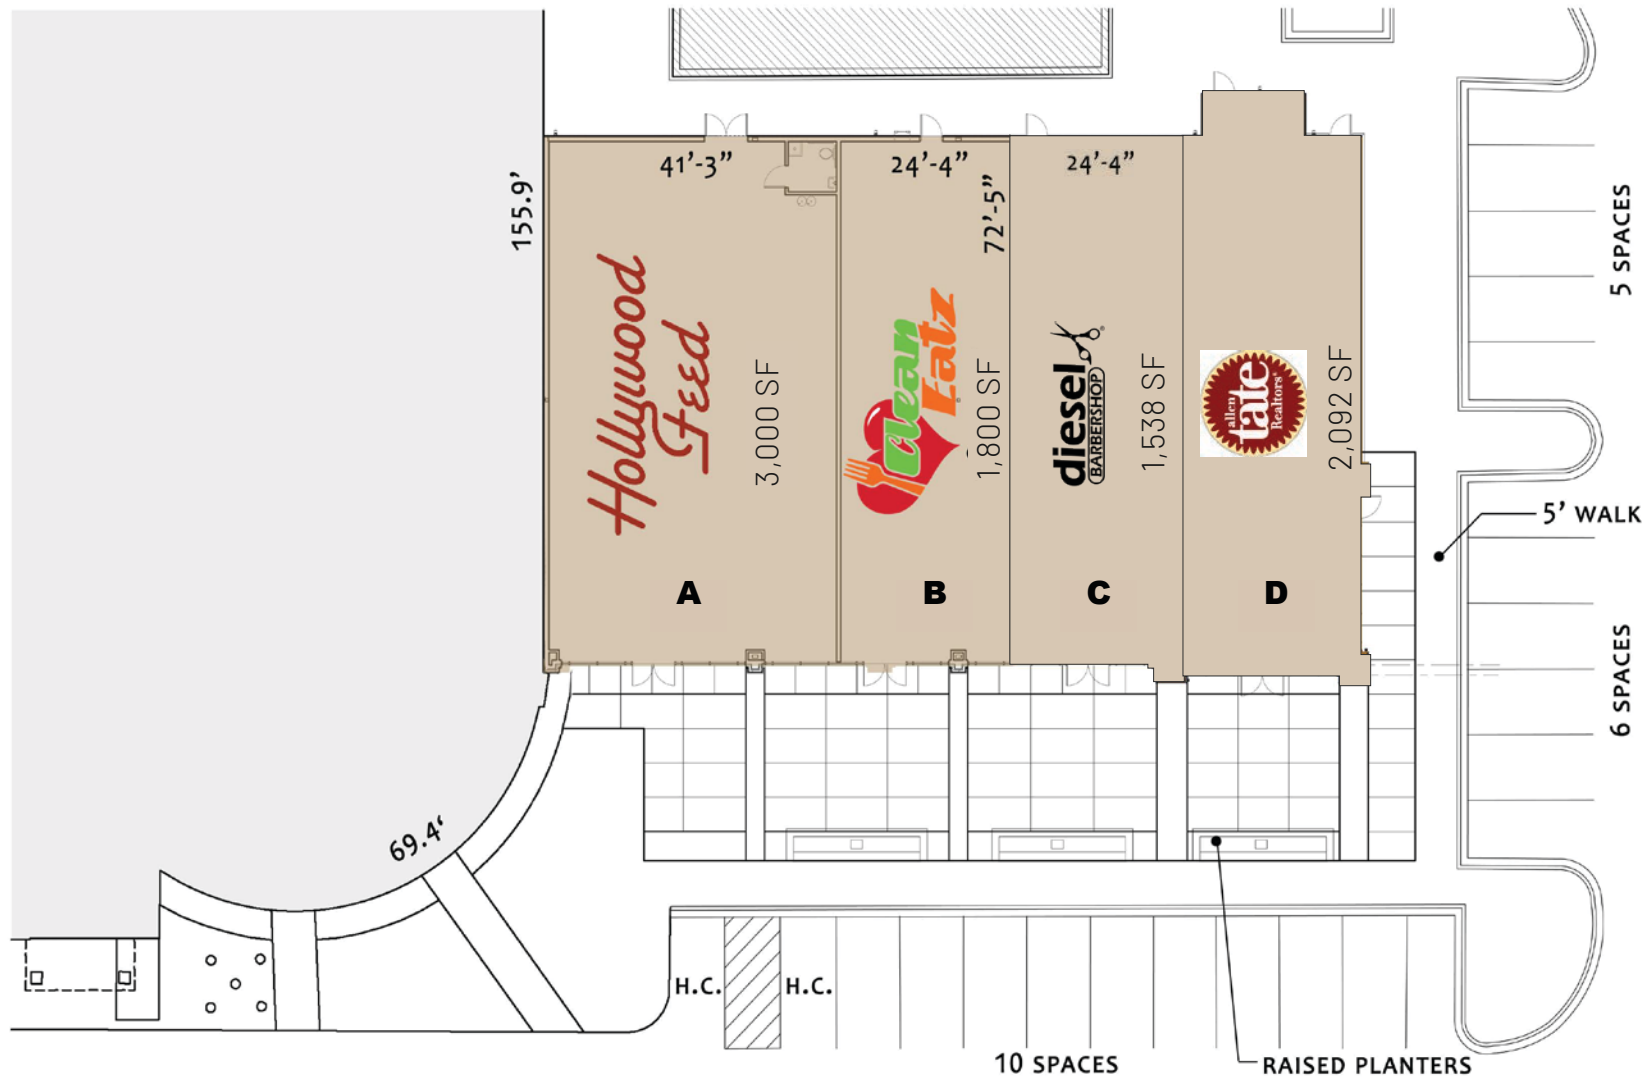 41'-3”
24'-4”
24'-4”
155.9'
72'-5”
5 SPACES
Hollywood
Feed
3,000 SF
Clean
Eatz
1,800 SF
diesel
BARBERSHOP
1,538 SF
allen
tate
Realtors®
2,092 SF
5' WALK
A
B
C
D
6 SPACES
69.4'
H.C.
H.C.
10 SPACES
RAISED PLANTERS